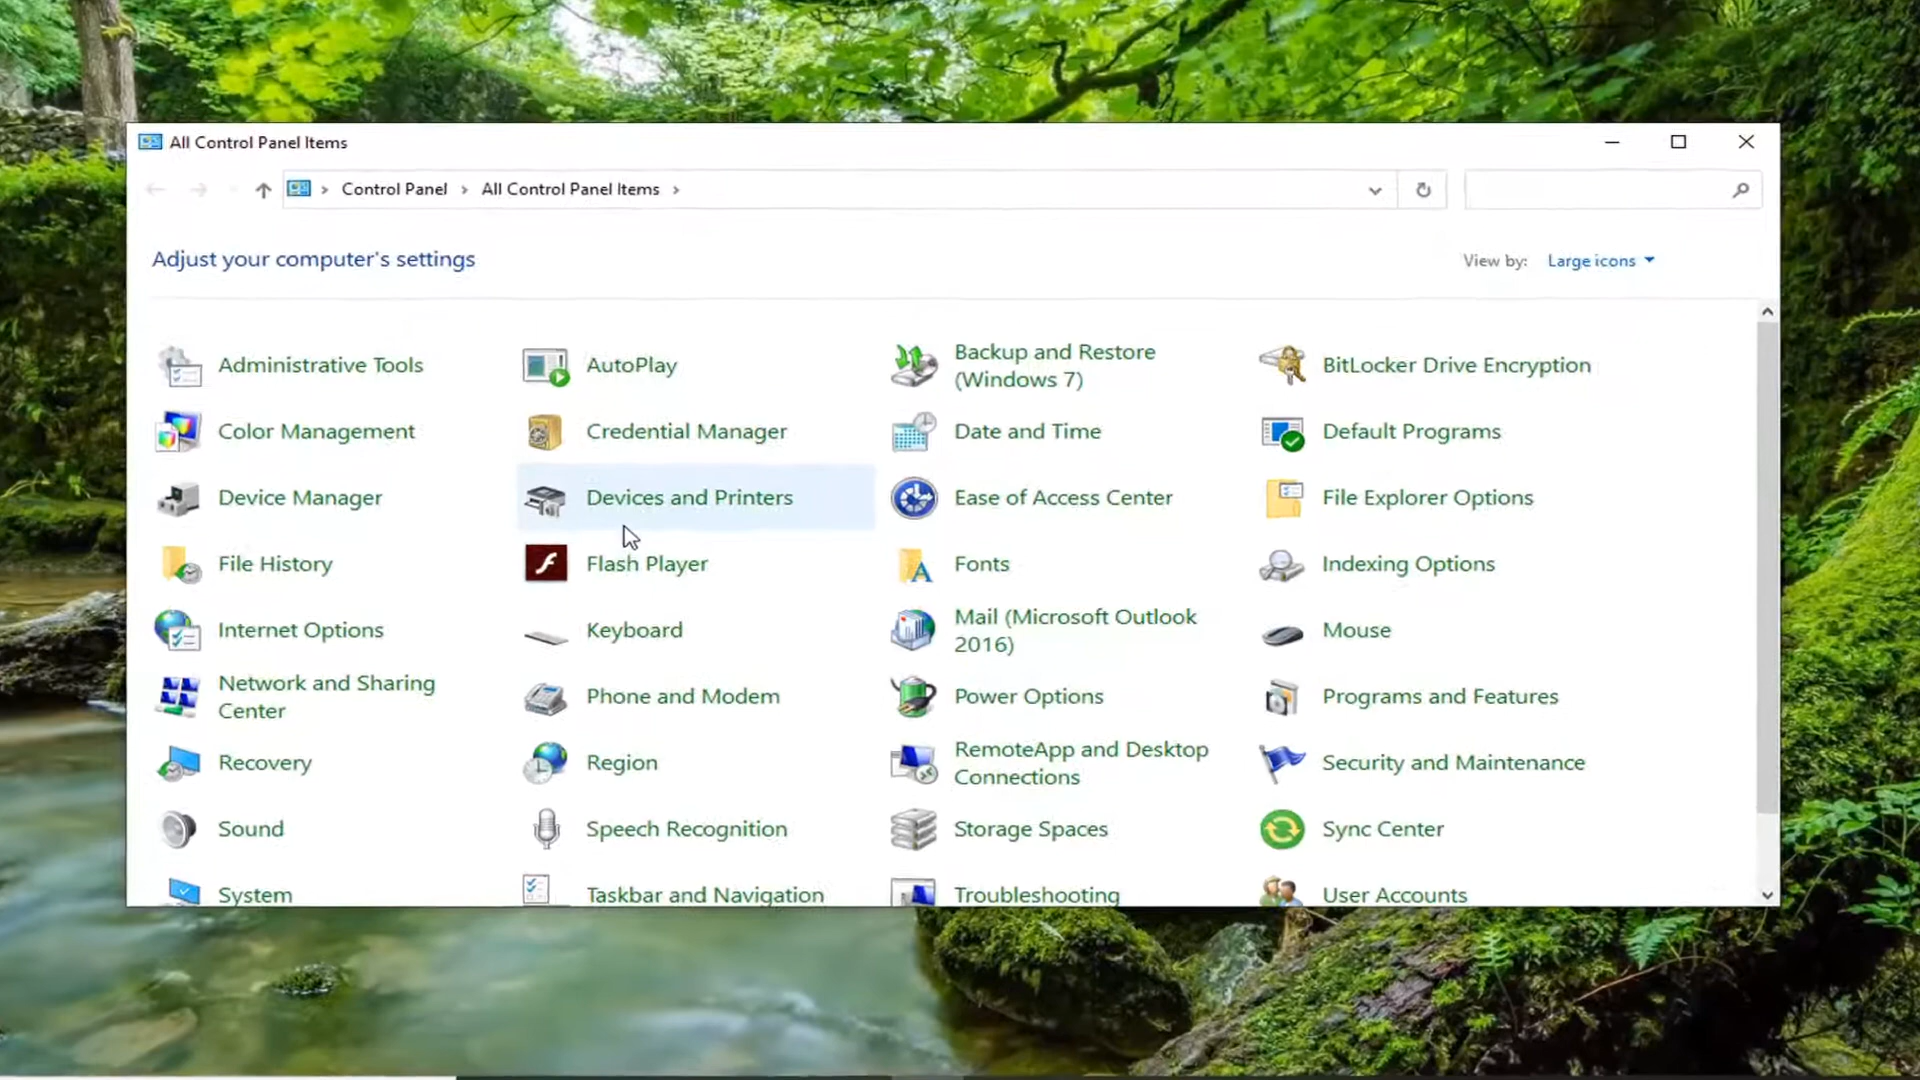 All Control Panel Items
Control Panel > All Control Panel Items >
Adjust your computer's settings
View by: Large icons
Administrative Tools
AutoPlay
Backup and Restore
(Windows 7)
BitLocker Drive Encryption
Color Management
Credential Manager
Date and Time
Default Programs
Device Manager
Devices and Printers
Ease of Access Center
File Explorer Options
File History
Flash Player
Fonts
Indexing Options
Internet Options
Keyboard
Mail (Microsoft Outlook
2016)
Mouse
Network and Sharing
Center
Phone and Modem
Power Options
Programs and Features
Recovery
Region
RemoteApp and Desktop
Connections
Security and Maintenance
Sound
Speech Recognition
Storage Spaces
Sync Center
System
Taskbar and Navigation
Troubleshooting
User Accounts